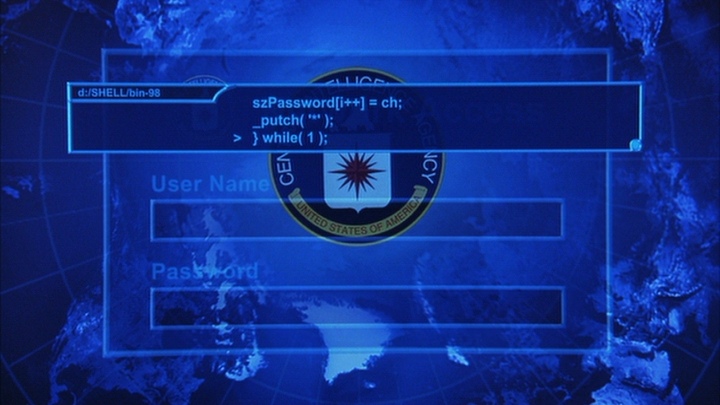 d:/SHELL/bin-98
szPassword[i++] = ch;
_putch( '*' );
> } while( 1 );
CENTRAL INTELLIGENCE AGENCY
UNITED STATES OF AMERICA
User Name
Password